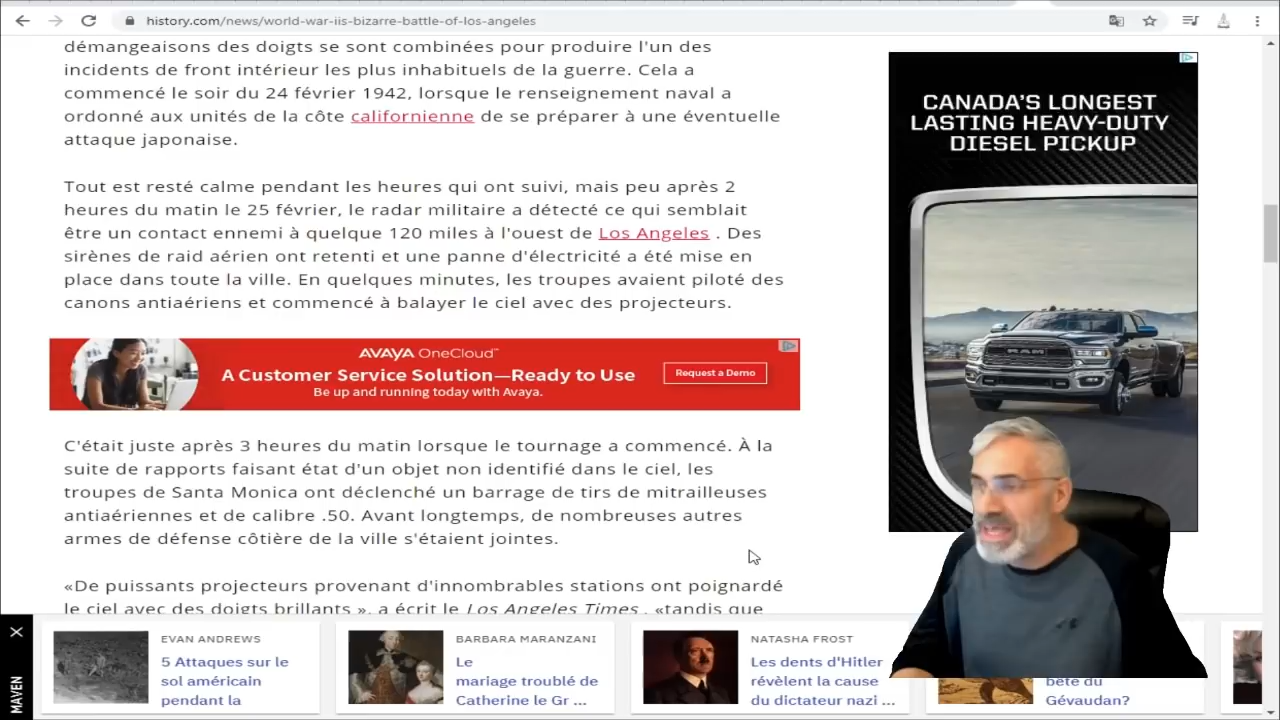 history.com/news/world-war-iis-bizarre-battle-of-los-angeles
démangeaisons des doigts se sont combinées pour produire l'un des
incidents de front intérieur les plus inhabituels de la guerre. Cela a
commencé le soir du 24 février 1942, lorsque le renseignement naval a
ordonné aux unités de la côte californienne de se préparer à une éventuelle
attaque japonaise.
Tout est resté calme pendant les heures qui ont suivi, mais peu après 2
heures du matin le 25 février, le radar militaire a détecté ce qui semblait
être un contact ennemi à quelque 120 miles à l'ouest de Los Angeles . Des
sirènes de raid aérien ont retenti et une panne d'électricité a été mise en
place dans toute la ville. En quelques minutes, les troupes avaient piloté des
canons antiaériens et commencé à balayer le ciel avec des projecteurs.
AVAYA OneCloud™
A Customer Service Solution—Ready to Use
Be up and running today with Avaya.
Request a Demo
C'était juste après 3 heures du matin lorsque le tournage a commencé. À la
suite de rapports faisant état d'un objet non identifié dans le ciel, les
troupes de Santa Monica ont déclenché un barrage de tirs de mitrailleuses
antiaériennes et de calibre .50. Avant longtemps, de nombreuses autres
armes de défense côtière de la ville s'étaient jointes.
«De puissants projecteurs provenant d'innombrables stations ont poignardé
le ciel avec des doigts brillants », a écrit le Los Angeles Times , «tandis que
CANADA'S LONGEST
LASTING HEAVY-DUTY
DIESEL PICKUP
RAM
MAVEN
EVAN ANDREWS
5 Attaques sur le
sol américain
pendant la
BARBARA MARANZANI
Le
mariage troublé de
Catherine le Gr ...
NATASHA FROST
Les dents d'Hitler
révèlent la cause
du dictateur nazi ...
bête du
Gévaudan?